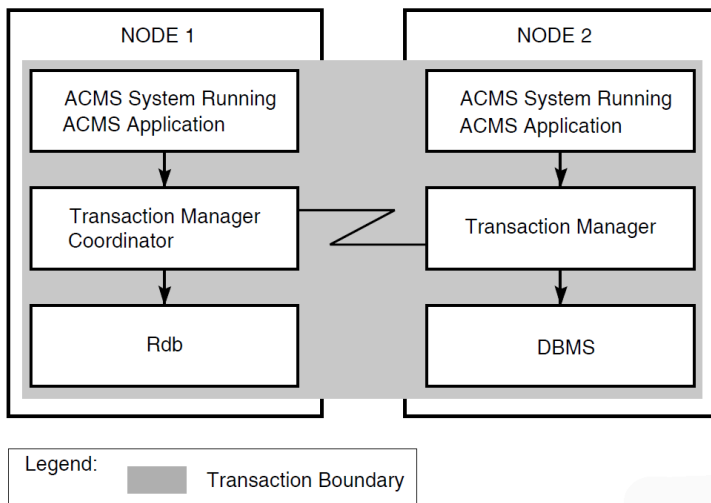 NODE 1
ACMS System Running
ACMS Application
Transaction Manager
Coordinator
Rdb
NODE 2
ACMS System Running
ACMS Application
Transaction Manager
DBMS
Legend:
Transaction Boundary